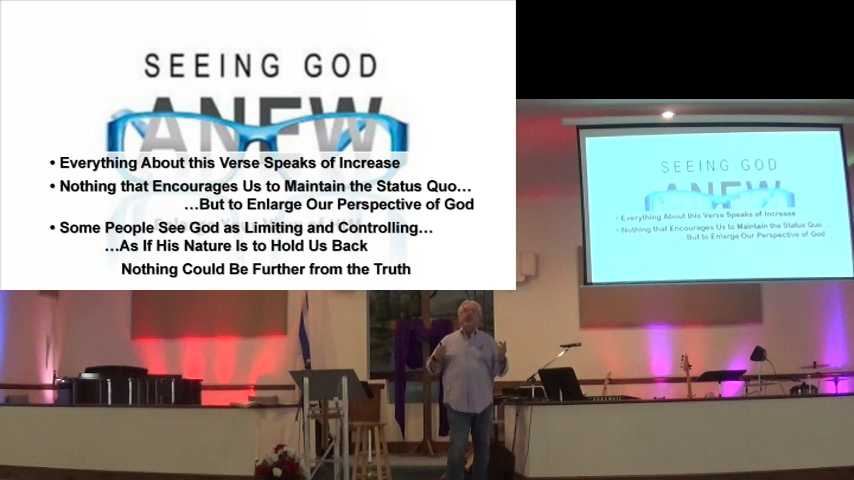 SEEING GOD
ANEW
• Everything About this Verse Speaks of Increase
• Nothing that Encourages Us to Maintain the Status Quo…
…But to Enlarge Our Perspective of God
• Some People See God as Limiting and Controlling…
…As If His Nature Is to Hold Us Back
Nothing Could Be Further from the Truth
SEEING GOD
ANEW
• Everything About this Verse Speaks of Increase
• Nothing that Encourages Us to Maintain the Status Quo
But to Enlarge Our Perspective of God